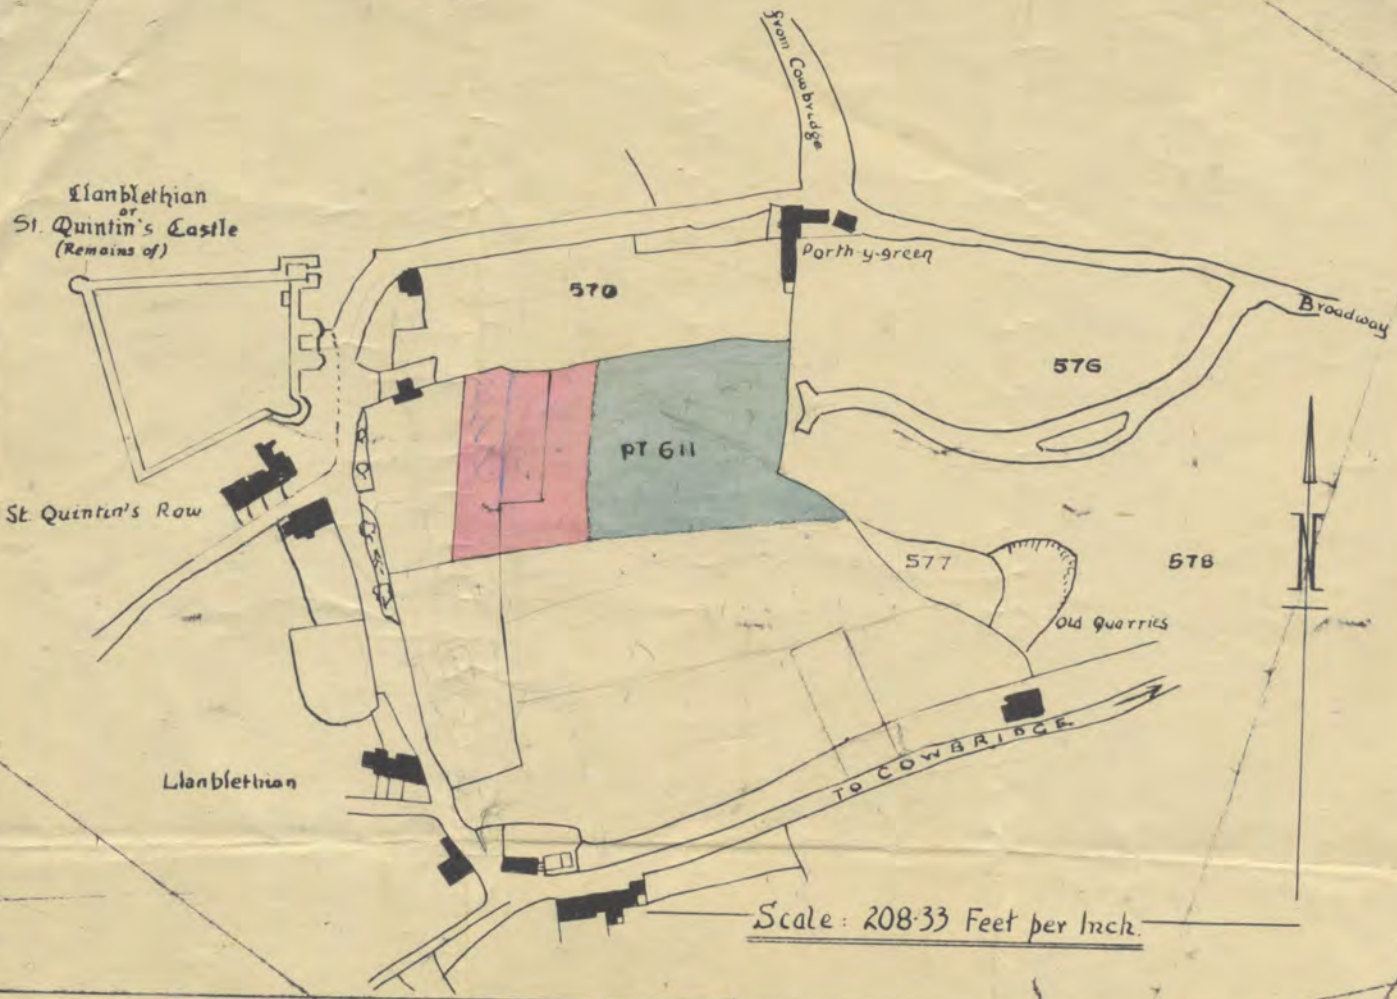 from Cowbridge
Llanblethian
or
St. Quintin's Castle
(Remains of)
Porth-y-green
570
Broadway
576
PT 611
St. Quintin's Row
577
578
N
Old Quarries
Llanblethian
TO COWBRIDGE
Scale: 208·33 Feet per Inch.